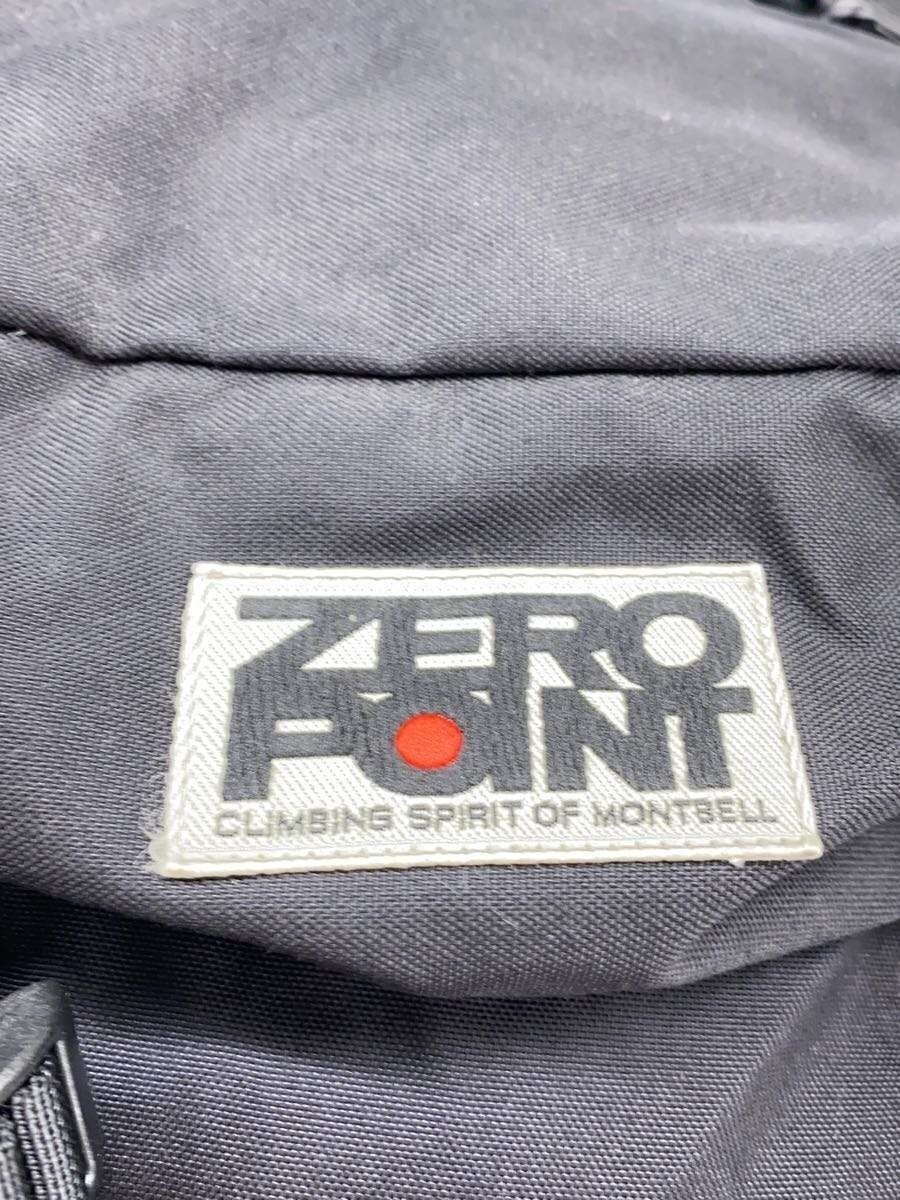 ZERO
POINT
CLIMBING SPIRIT OF MONTBELL